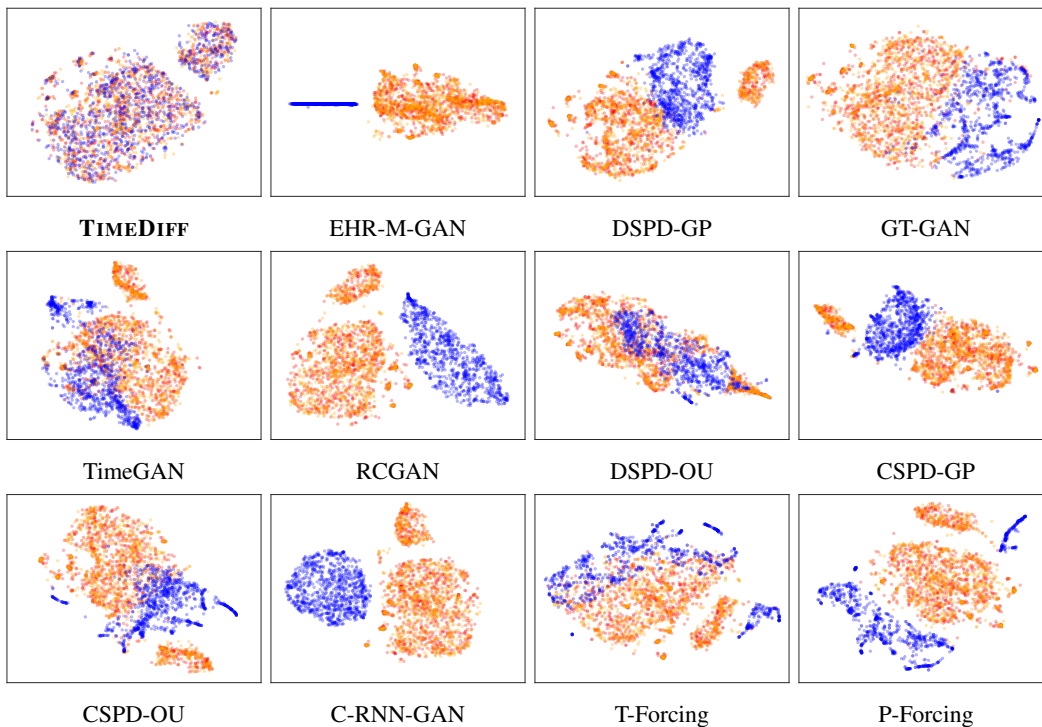 TIMEDIFF EHR-M-GAN DSPD-GP GT-GAN
TimeGAN RCGAN DSPD-OU CSPD-GP
CSPD-OU C-RNN-GAN T-Forcing P-Forcing